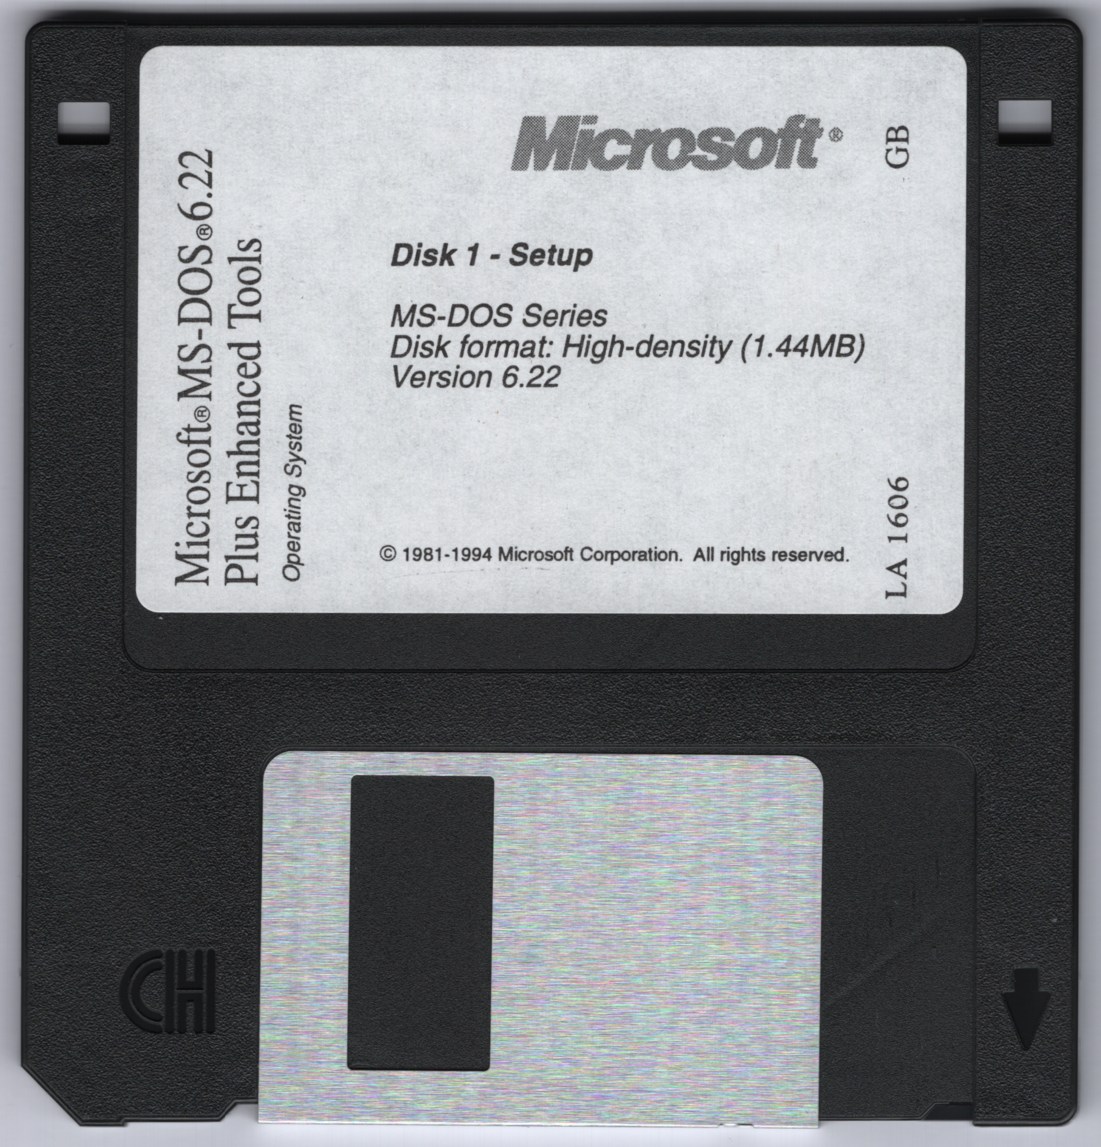 Microsoft®
GB
Microsoft® MS-DOS® 6.22
Plus Enhanced Tools
Operating System
Disk 1 - Setup
MS-DOS Series
Disk format: High-density (1.44MB)
Version 6.22
© 1981-1994 Microsoft Corporation. All rights reserved.
LA 1606
CH